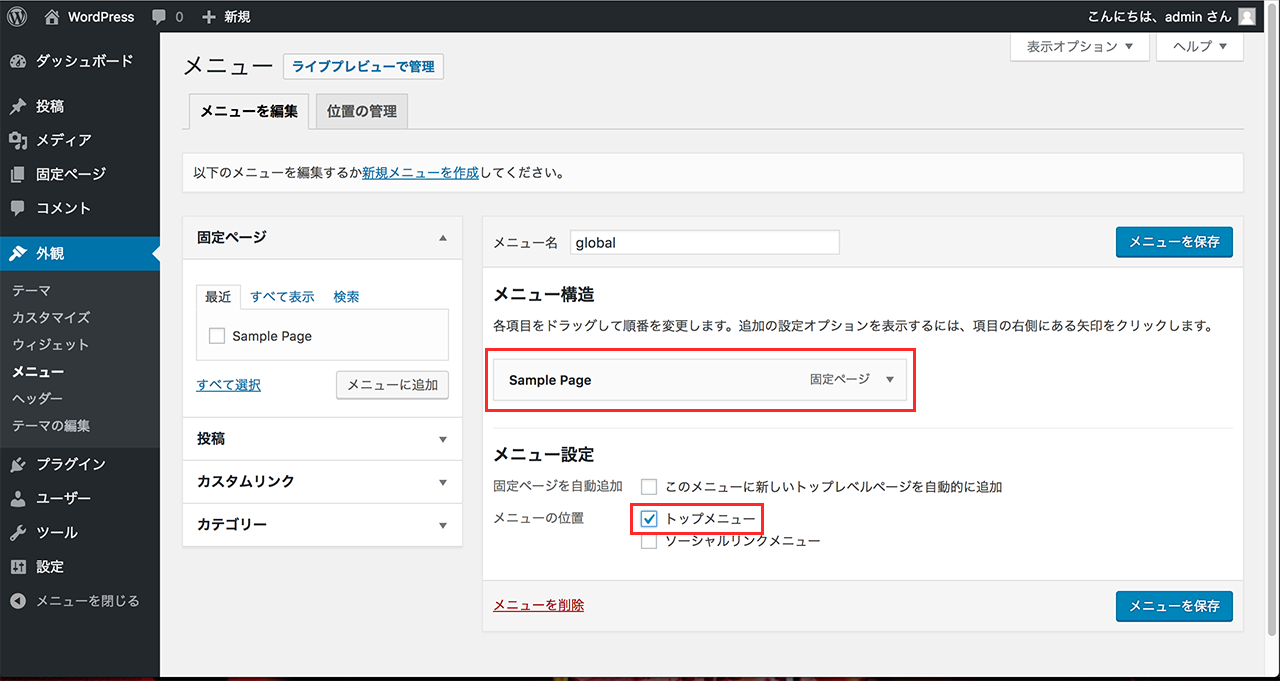 WordPress 0 新規 こんにちは、admin さん
ダッシュボード
投稿
メディア
固定ページ
コメント
外観
テーマ
カスタマイズ
ウィジェット
メニュー
ヘッダー
テーマの編集
プラグイン
ユーザー
ツール
設定
メニューを閉じる
表示オプション ▼ ヘルプ ▼
メニュー ライブプレビューで管理
メニューを編集 位置の管理
以下のメニューを編集するか新規メニューを作成してください。
固定ページ ▲
最近 すべて表示 検索
Sample Page
すべて選択 メニューに追加
投稿 ▼
カスタムリンク ▼
カテゴリー ▼
メニュー名 global メニューを保存
メニュー構造
各項目をドラッグして順番を変更します。追加の設定オプションを表示するには、項目の右側にある矢印をクリックします。
Sample Page 固定ページ ▼
メニュー設定
固定ページを自動追加 このメニューに新しいトップレベルページを自動的に追加
メニューの位置 トップメニュー
ソーシャルリンクメニュー
メニューを削除 メニューを保存